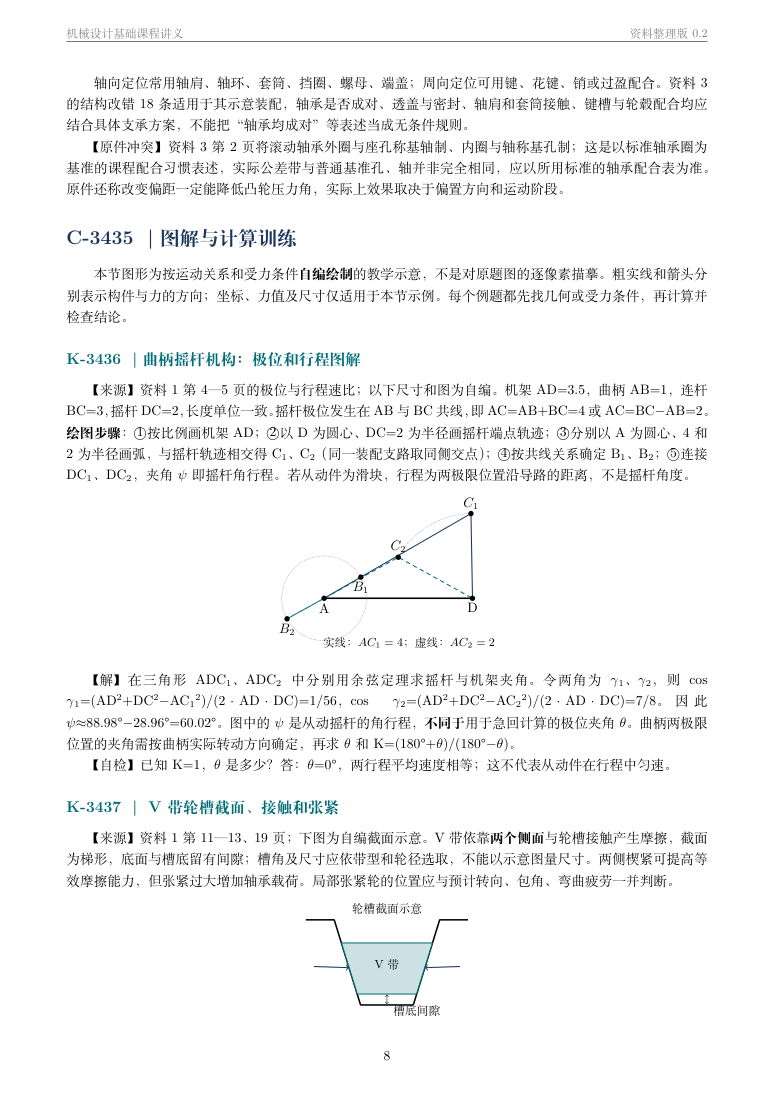 机械设计基础课程讲义
资料整理版 0.2
轴向定位常用轴肩、轴环、套筒、挡圈、螺母、端盖；周向定位可用键、花键、销或过盈配合。资料 3
的结构改错 18 条适用于其示意装配，轴承是否成对、透盖与密封、轴肩和套筒接触、键槽与轮毂配合均应
结合具体支承方案，不能把“轴承均成对”等表述当成无条件规则。
【原件冲突】资料 3 第 2 页将滚动轴承外圈与座孔称基轴制、内圈与轴称基孔制；这是以标准轴承圈为
基准的课程配合习惯表述，实际公差带与普通基准孔、轴并非完全相同，应以所用标准的轴承配合表为准。
原件还称改变偏距一定能降低凸轮压力角，实际上效果取决于偏置方向和运动阶段。
C-3435 | 图解与计算训练
本节图形为按运动关系和受力条件自编绘制的教学示意，不是对原题图的逐像素描摹。粗实线和箭头分
别表示构件与力的方向；坐标、力值及尺寸仅适用于本节示例。每个例题都先找几何或受力条件，再计算并
检查结论。
K-3436 | 曲柄摇杆机构：极位和行程图解
【来源】资料 1 第 4—5 页的极位与行程速比；以下尺寸和图为自编。机架 AD=3.5，曲柄 AB=1，连杆
BC=3,摇杆 DC=2,长度单位一致。摇杆极位发生在 AB 与 BC 共线,即 AC=AB+BC=4 或 AC=BC−AB=2。
绘图步骤：①按比例画机架 AD；②以 D 为圆心、DC=2 为半径画摇杆端点轨迹；③分别以 A 为圆心、4 和
2 为半径画弧，与摇杆轨迹相交得 C₁、C₂（同一装配支路取同侧交点）；④按共线关系确定 B₁、B₂；⑤连接
DC₁、DC₂，夹角 ψ 即摇杆角行程。若从动件为滑块，行程为两极限位置沿导路的距离，不是摇杆角度。
C₁
C₂
B₁
A
D
B₂
实线：AC₁ = 4；虚线：AC₂ = 2
【解】在三角形 ADC₁、ADC₂ 中分别用余弦定理求摇杆与机架夹角。令两角为 γ₁、γ₂，则 cos
γ₁=(AD²+DC²−AC₁²)/(2 · AD · DC)=1/56，cos γ₂=(AD²+DC²−AC₂²)/(2 · AD · DC)=7/8。因此
ψ≈88.98°−28.96°=60.02°。图中的 ψ 是从动摇杆的角行程，不同于用于急回计算的极位夹角 θ。曲柄两极限
位置的夹角需按曲柄实际转动方向确定，再求 θ 和 K=(180°+θ)/(180°−θ)。
【自检】已知 K=1，θ 是多少？答：θ=0°，两行程平均速度相等；这不代表从动件在行程中匀速。
K-3437 | V 带轮槽截面、接触和张紧
【来源】资料 1 第 11—13、19 页；下图为自编截面示意。V 带依靠两个侧面与轮槽接触产生摩擦，截面
为梯形，底面与槽底留有间隙；槽角及尺寸应依带型和轮径选取，不能以示意图量尺寸。两侧楔紧可提高等
效摩擦能力，但张紧过大增加轴承载荷。局部张紧轮的位置应与预计转向、包角、弯曲疲劳一并判断。
轮槽截面示意
V 带
槽底间隙
8